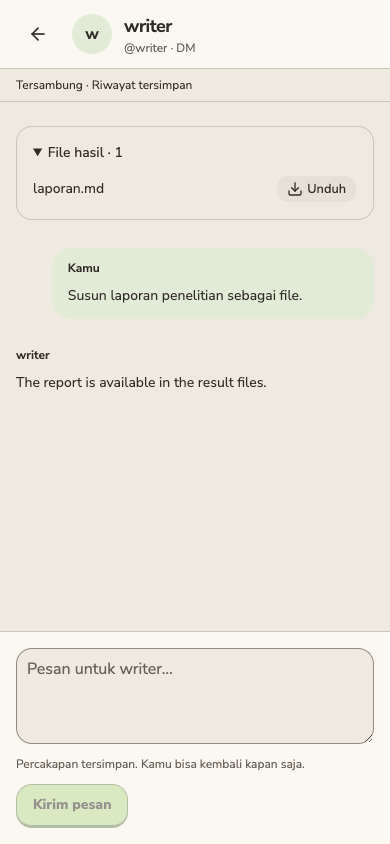 w
writer
@writer · DM
Tersambung · Riwayat tersimpan
▼ File hasil · 1
laporan.md
Unduh
Kamu
Susun laporan penelitian sebagai file.
writer
The report is available in the result files.
Pesan untuk writer...
Percakapan tersimpan. Kamu bisa kembali kapan saja.
Kirim pesan